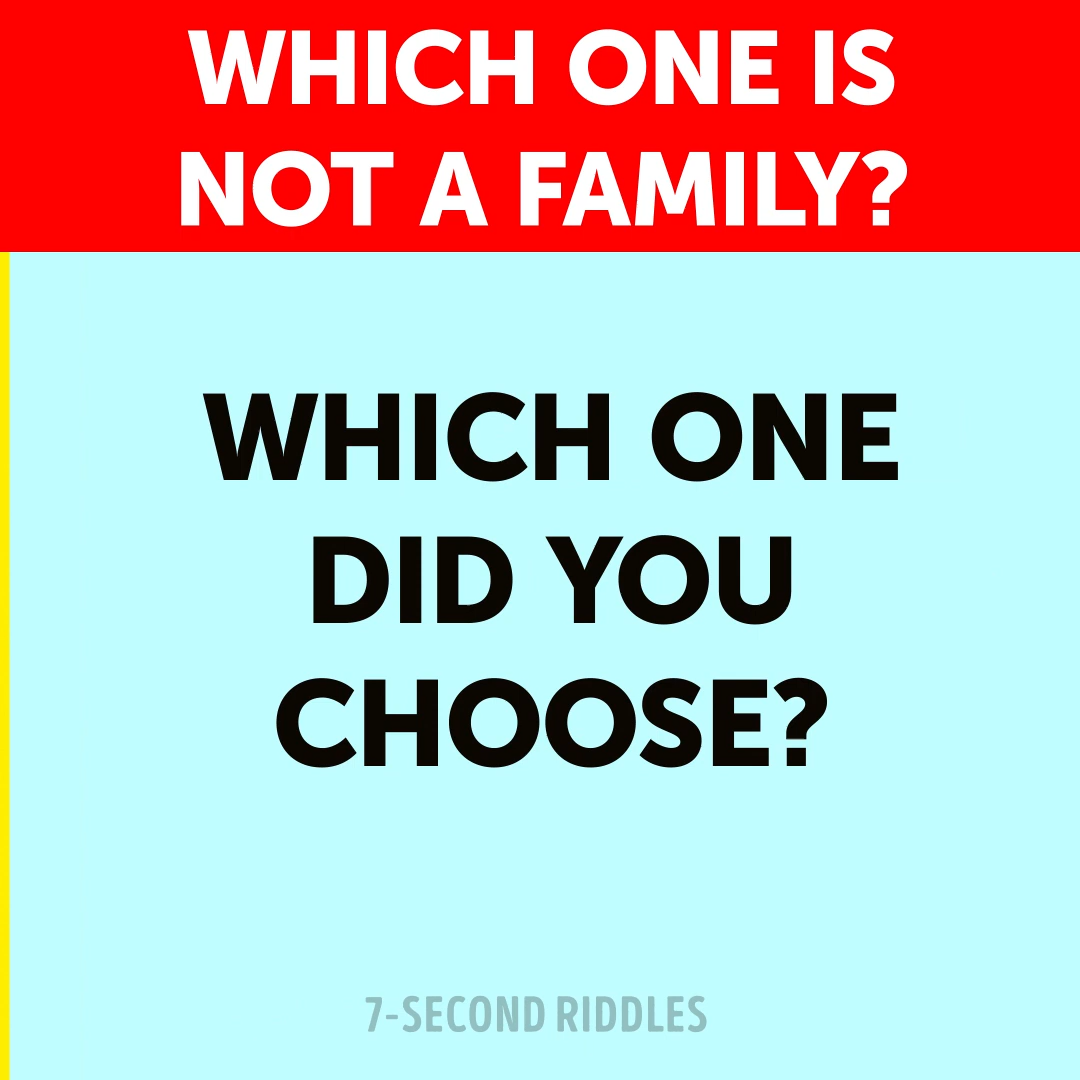 WHICH ONE IS
NOT A FAMILY?
WHICH ONE
DID YOU
CHOOSE?
7-SECOND RIDDLES